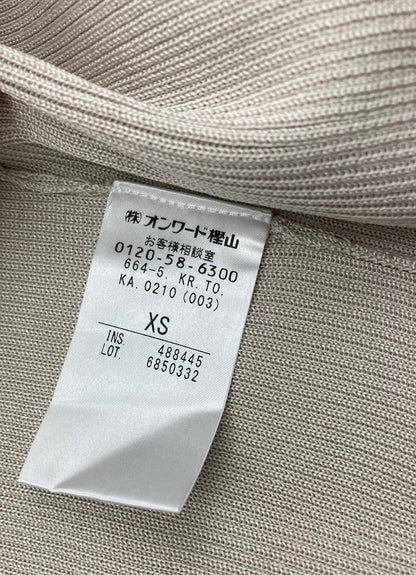 ㈱オンワード樫山
お客様相談室
0120-58-6300
664-5. KR. TO.
KA. 0210 (003)
XS
INS. 488445
LOT. 6850332